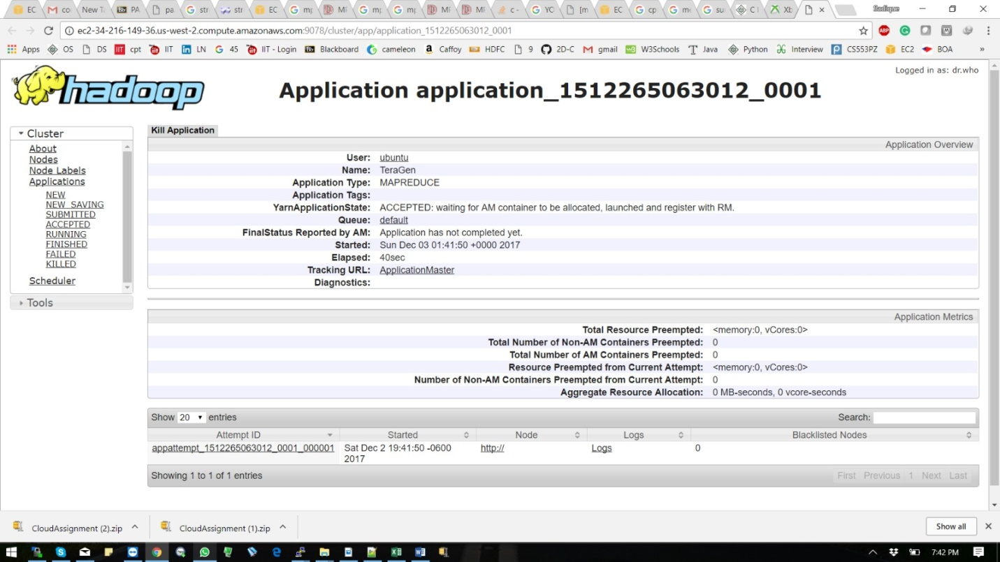 EC co New Ta PA pa str str EC mp MF mp mp MF MF c - YC [m EC cp me su C I Xb Sadique
ec2-34-216-149-36.us-west-2.compute.amazonaws.com:9078/cluster/app/application_1512265063012_0001 ABP
Apps OS DS IIT cpt IIT LN 45 IIT - Login Bb Blackboard cameleon Caffoy HDFC 9 2D-C gmail W3Schools Java Python Interview CS553PZ EC2 BOA »
Logged in as: dr.who
hadoop
Application application_1512265063012_0001
Cluster
About
Nodes
Node Labels
Applications
NEW
NEW_SAVING
SUBMITTED
ACCEPTED
RUNNING
FINISHED
FAILED
KILLED
Scheduler
Tools
Kill Application
Application Overview
User: ubuntu
Name: TeraGen
Application Type: MAPREDUCE
Application Tags:
YarnApplicationState: ACCEPTED: waiting for AM container to be allocated, launched and register with RM.
Queue: default
FinalStatus Reported by AM: Application has not completed yet.
Started: Sun Dec 03 01:41:50 +0000 2017
Elapsed: 40sec
Tracking URL: ApplicationMaster
Diagnostics:
Application Metrics
Total Resource Preempted: <memory:0, vCores:0>
Total Number of Non-AM Containers Preempted: 0
Total Number of AM Containers Preempted: 0
Resource Preempted from Current Attempt: <memory:0, vCores:0>
Number of Non-AM Containers Preempted from Current Attempt: 0
Aggregate Resource Allocation: 0 MB-seconds, 0 vcore-seconds
Show 20 entries Search:
Attempt ID Started Node Logs Blacklisted Nodes
appattempt_1512265063012_0001_000001 Sat Dec 2 19:41:50 -0600 http:// Logs 0
2017
Showing 1 to 1 of 1 entries First Previous 1 Next Last
CloudAssignment (2).zip CloudAssignment (1).zip Show all
7:42 PM